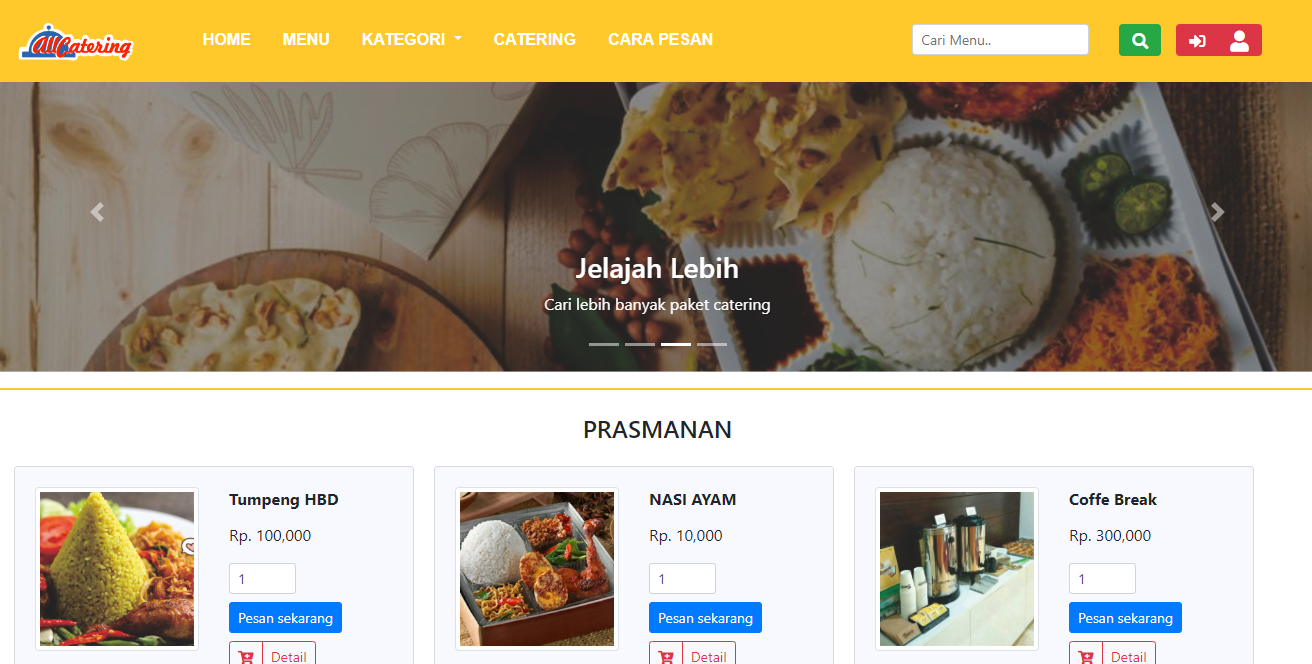 AllCatering
HOME MENU KATEGORI CATERING CARA PESAN
Cari Menu..
Jelajah Lebih
Cari lebih banyak paket catering
PRASMANAN
Tumpeng HBD
Rp. 100,000
1
Pesan sekarang
Detail
NASI AYAM
Rp. 10,000
1
Pesan sekarang
Detail
Coffe Break
Rp. 300,000
1
Pesan sekarang
Detail